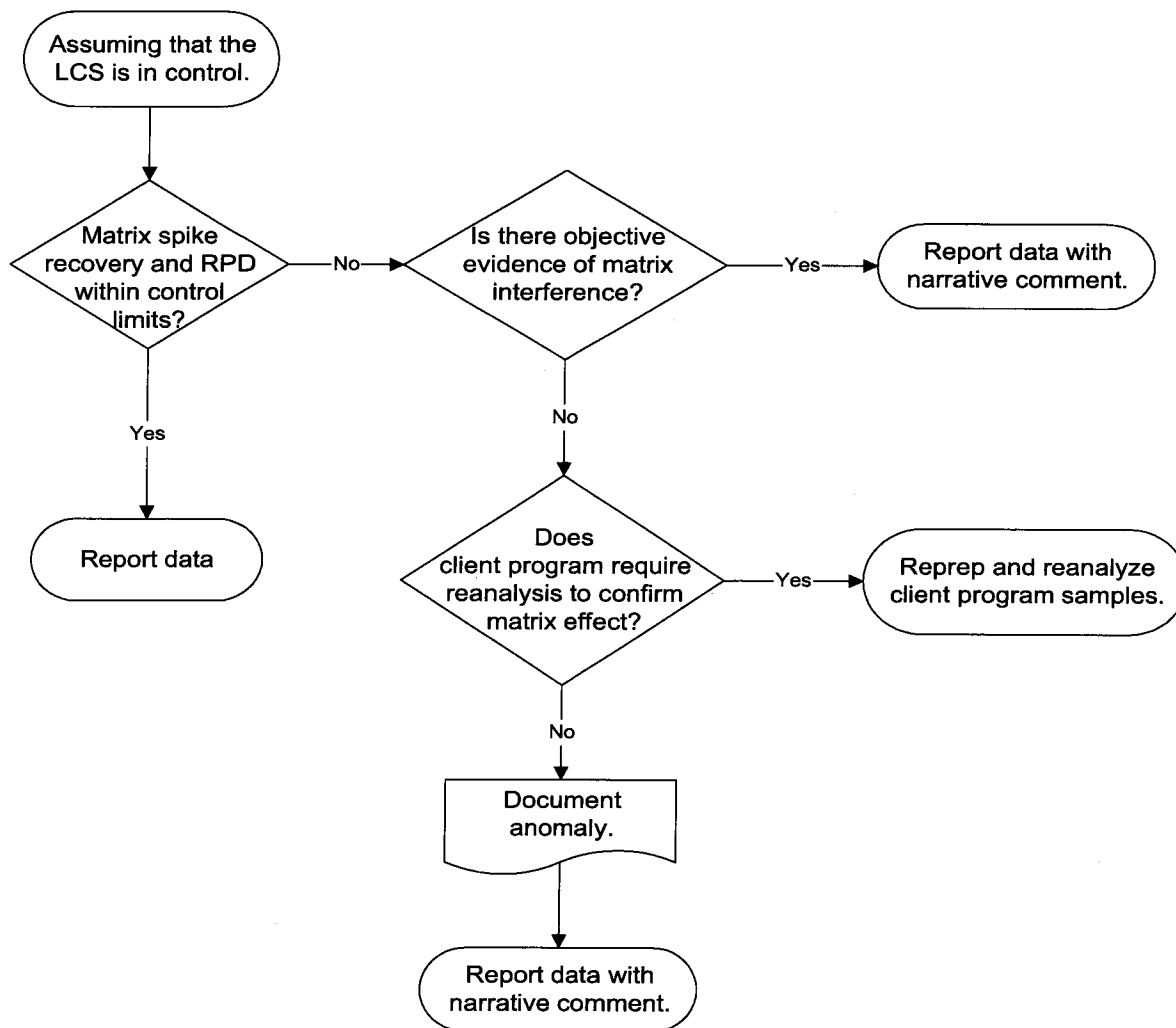 Assuming that the
LCS is in control.
Matrix spike
recovery and RPD
within control
limits?
No
Is there objective
evidence of matrix
interference?
Yes
Report data with
narrative comment.
Yes
Report data
No
Does
client program require
reanalysis to confirm
matrix effect?
Yes
Reprep and reanalyze
client program samples.
No
Document
anomaly.
Report data with
narrative comment.